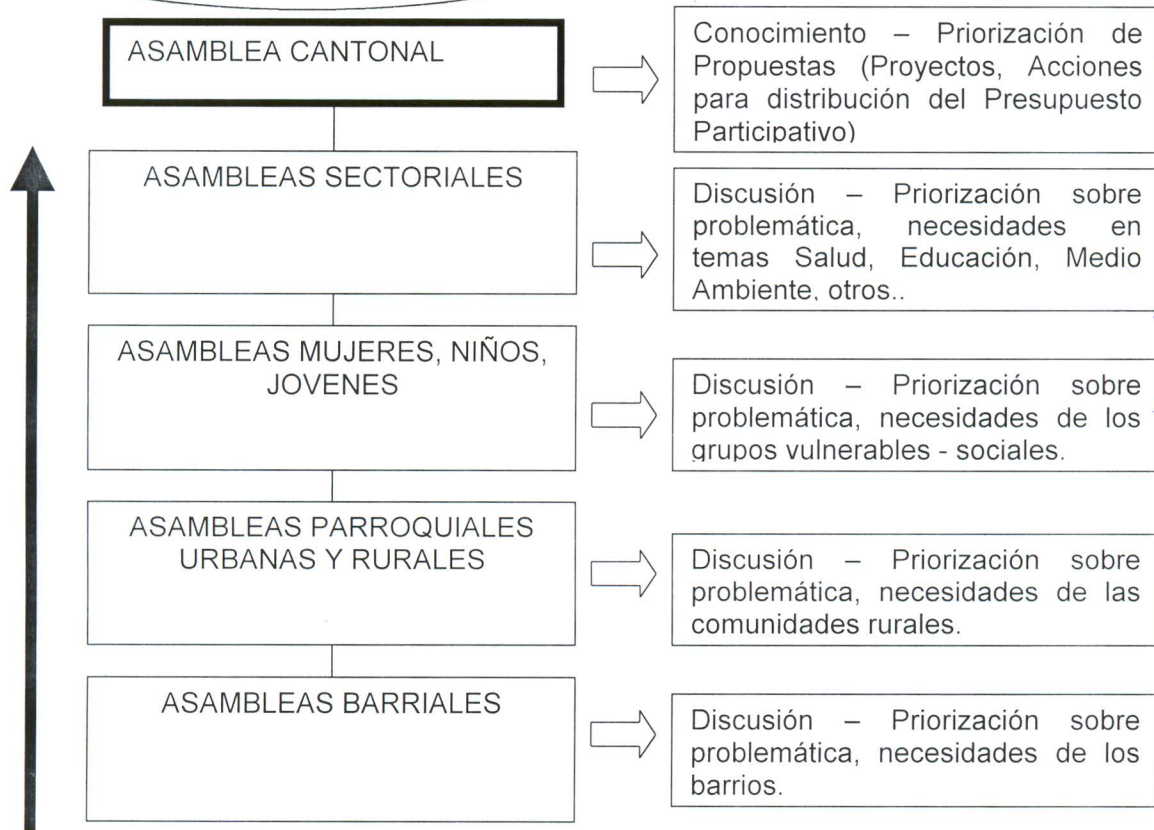 ASAMBLEA CANTONAL
Conocimiento – Priorización de
Propuestas (Proyectos, Acciones
para distribución del Presupuesto
Participativo)
ASAMBLEAS SECTORIALES
Discusión – Priorización sobre
problemática, necesidades en
temas Salud, Educación, Medio
Ambiente, otros..
ASAMBLEAS MUJERES, NIÑOS,
JOVENES
Discusión – Priorización sobre
problemática, necesidades de los
grupos vulnerables - sociales.
ASAMBLEAS PARROQUIALES
URBANAS Y RURALES
Discusión – Priorización sobre
problemática, necesidades de las
comunidades rurales.
ASAMBLEAS BARRIALES
Discusión – Priorización sobre
problemática, necesidades de los
barrios.